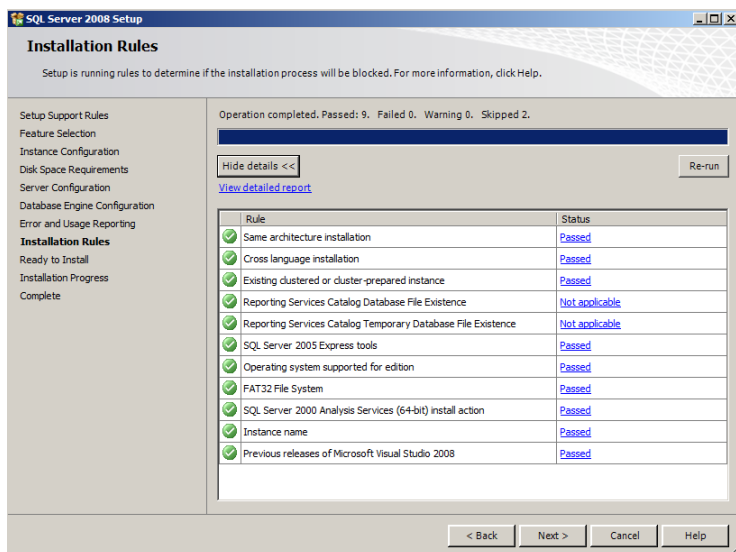 SQL Server 2008 Setup
Installation Rules
Setup is running rules to determine if the installation process will be blocked. For more information, click Help.
Setup Support Rules
Feature Selection
Instance Configuration
Disk Space Requirements
Server Configuration
Database Engine Configuration
Error and Usage Reporting
Installation Rules
Ready to Install
Installation Progress
Complete
Operation completed. Passed: 9. Failed 0. Warning 0. Skipped 2.
Hide details <<
Re-run
View detailed report
Rule Status
Same architecture installation Passed
Cross language installation Passed
Existing clustered or cluster-prepared instance Passed
Reporting Services Catalog Database File Existence Not applicable
Reporting Services Catalog Temporary Database File Existence Not applicable
SQL Server 2005 Express tools Passed
Operating system supported for edition Passed
FAT32 File System Passed
SQL Server 2000 Analysis Services (64-bit) install action Passed
Instance name Passed
Previous releases of Microsoft Visual Studio 2008 Passed
< Back Next > Cancel Help